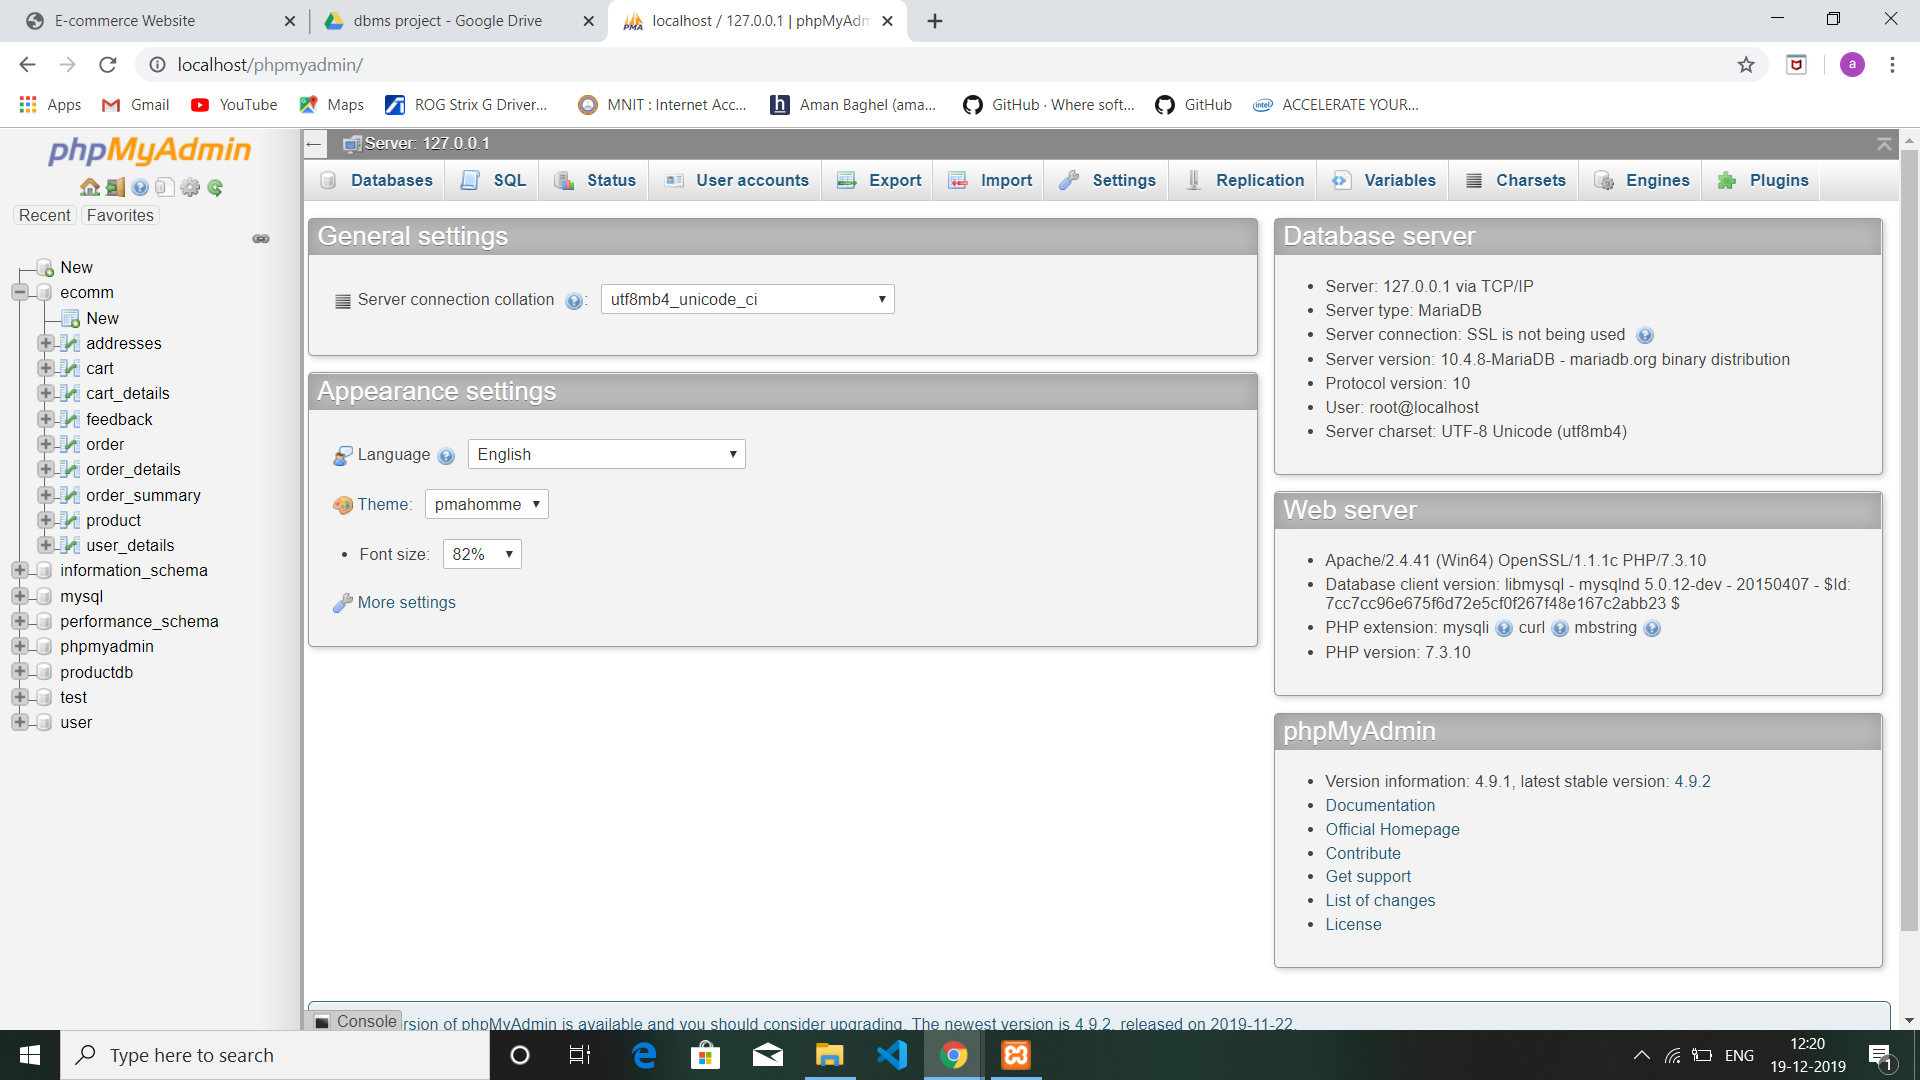 E-commerce Website
dbms project - Google Drive
localhost / 127.0.0.1 | phpMyAdm
localhost/phpmyadmin/
a
Apps
Gmail
YouTube
Maps
ROG Strix G Driver...
MNIT : Internet Acc...
Aman Baghel (ama...
GitHub · Where soft...
GitHub
ACCELERATE YOUR...
phpMyAdmin
Recent
Favorites
New
ecomm
New
addresses
cart
cart_details
feedback
order
order_details
order_summary
product
user_details
information_schema
mysql
performance_schema
phpmyadmin
productdb
test
user
Server: 127.0.0.1
Databases
SQL
Status
User accounts
Export
Import
Settings
Replication
Variables
Charsets
Engines
Plugins
General settings
Server connection collation :
utf8mb4_unicode_ci
Appearance settings
Language
English
Theme:
pmahomme
Font size:
82%
More settings
Database server
Server: 127.0.0.1 via TCP/IP
Server type: MariaDB
Server connection: SSL is not being used
Server version: 10.4.8-MariaDB - mariadb.org binary distribution
Protocol version: 10
User: root@localhost
Server charset: UTF-8 Unicode (utf8mb4)
Web server
Apache/2.4.41 (Win64) OpenSSL/1.1.1c PHP/7.3.10
Database client version: libmysql - mysqlnd 5.0.12-dev - 20150407 - $Id:
7cc7cc96e675f6d72e5cf0f267f48e167c2abb23 $
PHP extension: mysqli curl mbstring
PHP version: 7.3.10
phpMyAdmin
Version information: 4.9.1, latest stable version: 4.9.2
Documentation
Official Homepage
Contribute
Get support
List of changes
License
Console
rsion of phpMyAdmin is available and you should consider upgrading. The newest version is 4.9.2, released on 2019-11-22.
Type here to search
ENG
12:20
19-12-2019
1